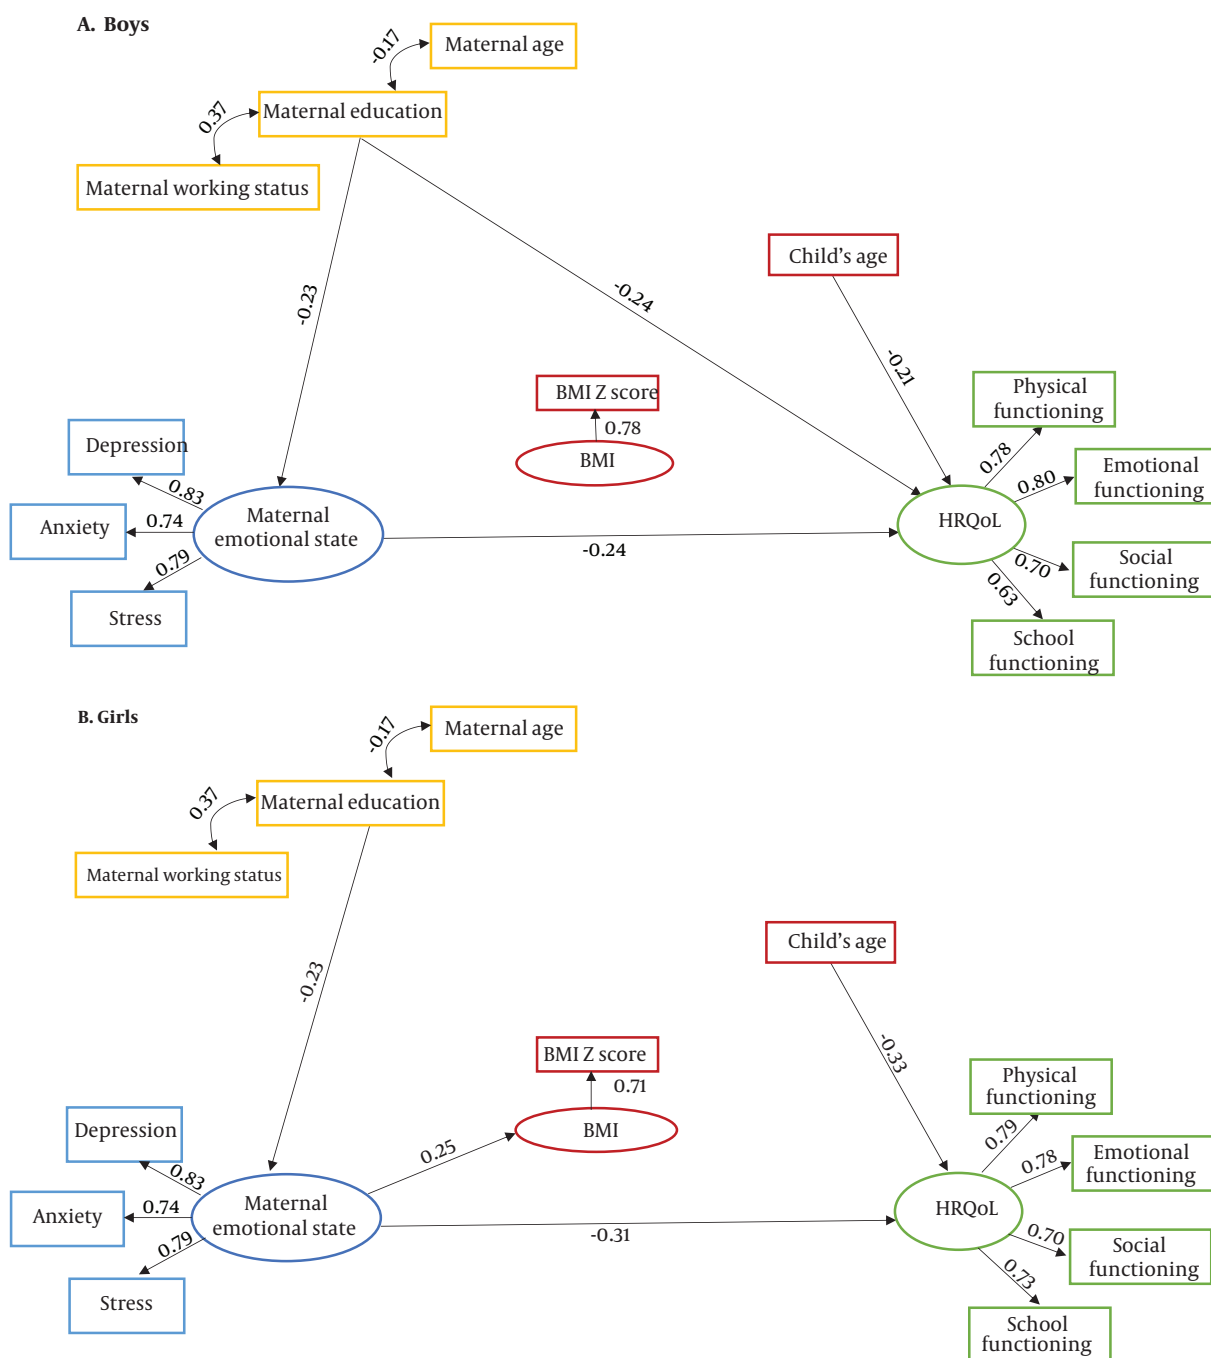 A. Boys
-0.17
Maternal age
0.37
Maternal education
Maternal working status
Child's age
-0.23
-0.24
-0.21
BMI Z score
0.78
BMI
Physical
functioning
0.78
Emotional
functioning
0.80
Depression
0.83
Anxiety
0.74
Maternal
emotional state
0.79
Stress
-0.24
HRQoL
0.70
Social
functioning
0.63
School
functioning
B. Girls
-0.17
Maternal age
0.37
Maternal education
Maternal working status
Child's age
-0.23
-0.33
BMI Z score
0.71
BMI
0.25
Physical
functioning
0.79
Emotional
functioning
0.78
Depression
0.83
Anxiety
0.74
Maternal
emotional state
0.79
Stress
-0.31
HRQoL
0.70
Social
functioning
0.73
School
functioning